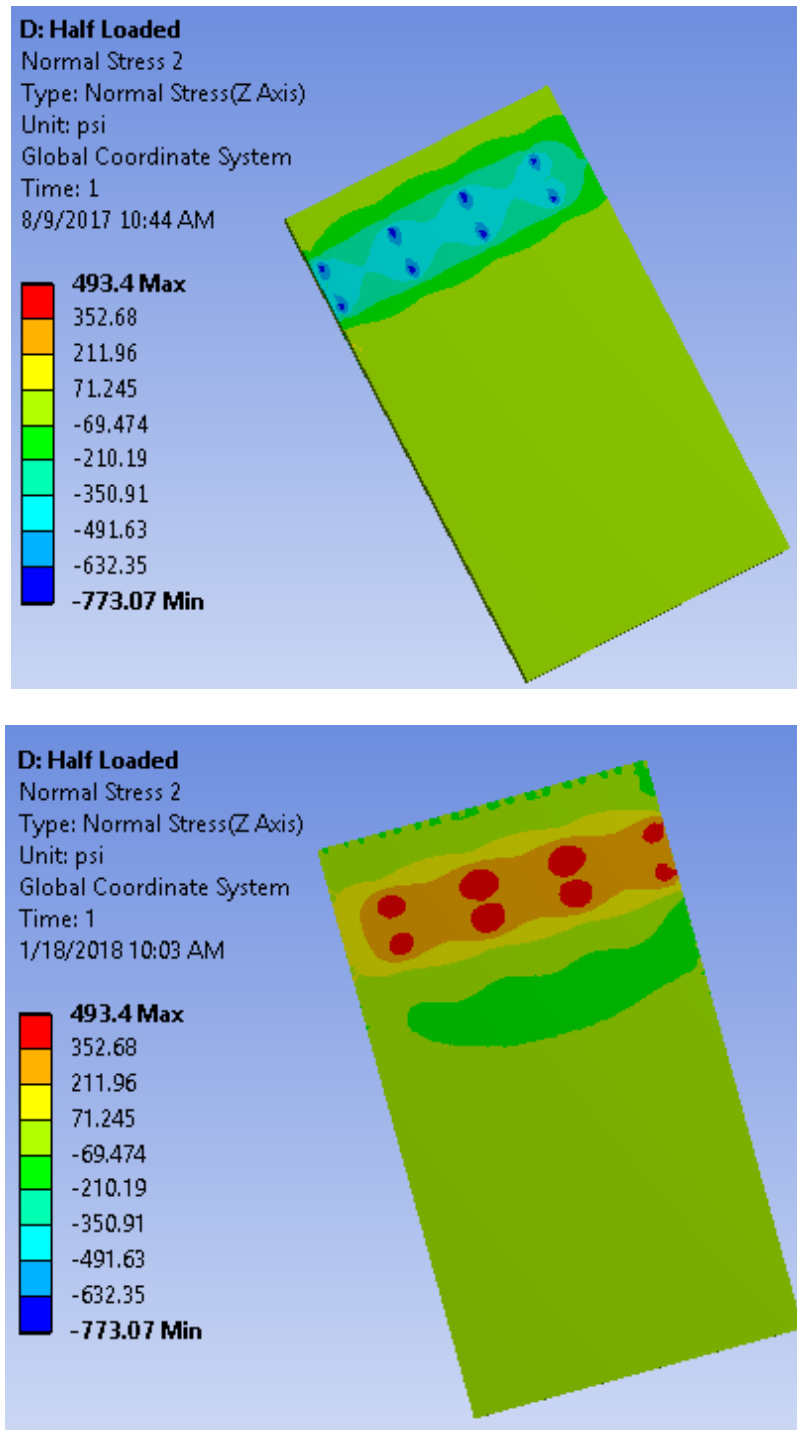 D: Half Loaded
Normal Stress 2
Type: Normal Stress(Z Axis)
Unit: psi
Global Coordinate System
Time: 1
8/9/2017 10:44 AM
493.4 Max
352.68
211.96
71.245
-69.474
-210.19
-350.91
-491.63
-632.35
-773.07 Min
D: Half Loaded
Normal Stress 2
Type: Normal Stress(Z Axis)
Unit: psi
Global Coordinate System
Time: 1
1/18/2018 10:03 AM
493.4 Max
352.68
211.96
71.245
-69.474
-210.19
-350.91
-491.63
-632.35
-773.07 Min